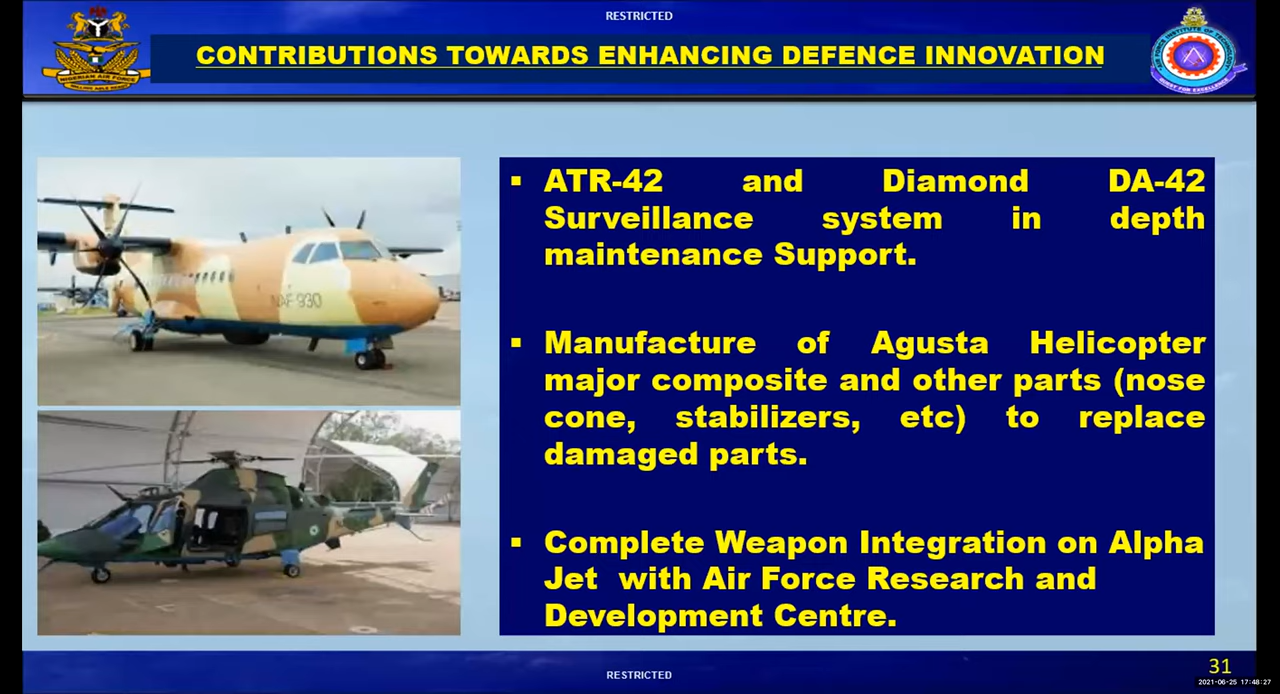 RESTRICTED
CONTRIBUTIONS TOWARDS ENHANCING DEFENCE INNOVATION
NIGERIAN AIR FORCE
NAF 930
▪ ATR-42 and Diamond DA-42
Surveillance system in depth
maintenance Support.
▪ Manufacture of Agusta Helicopter
major composite and other parts (nose
cone, stabilizers, etc) to replace
damaged parts.
▪ Complete Weapon Integration on Alpha
Jet with Air Force Research and
Development Centre.
RESTRICTED
31
2021-06-25 17:48:27